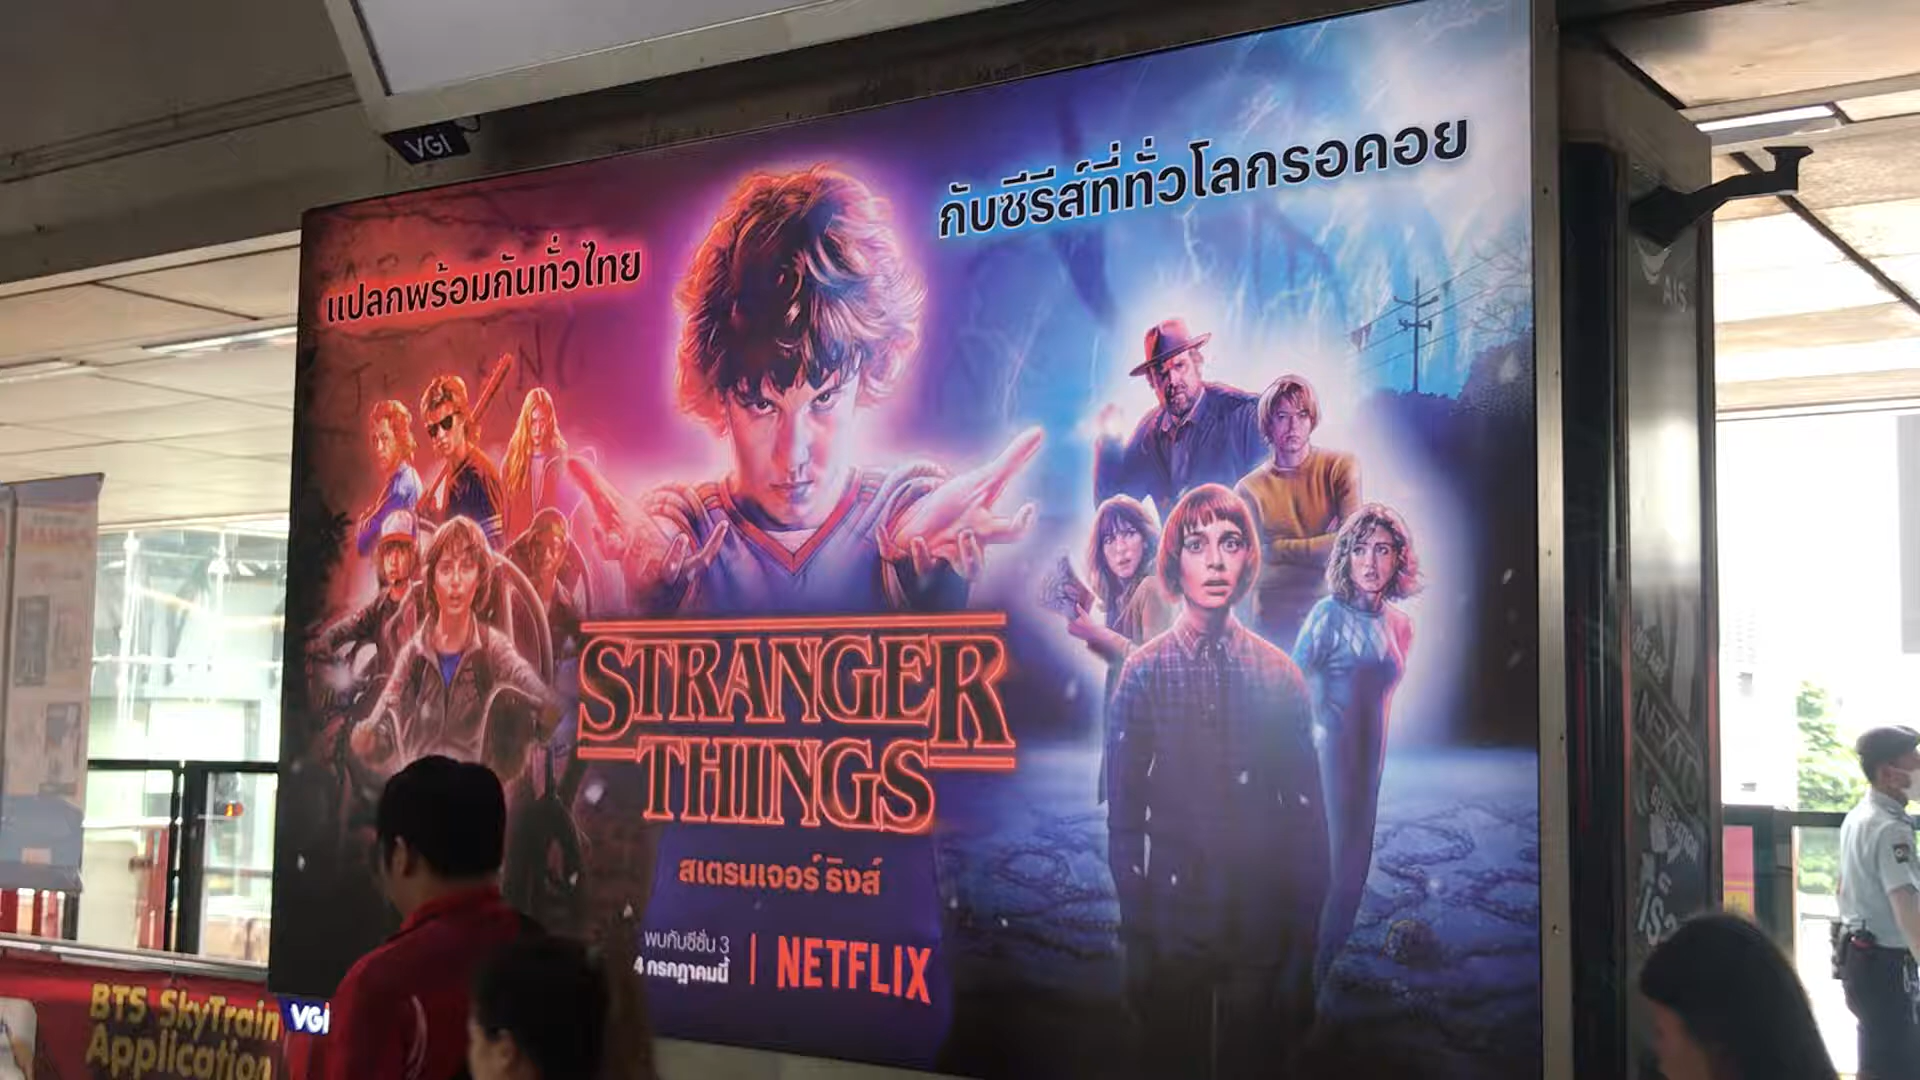 VGI
แปลกพร้อมกันทั่วไทย
กับซีรีส์ที่ทั่วโลกรอคอย
STRANGER
THINGS
สเตรนเจอร์ ธิงส์
พบกับซีซั่น 3
4 กรกฎาคมนี้
NETFLIX
VGI
BTS SkyTrain
Application
AIS